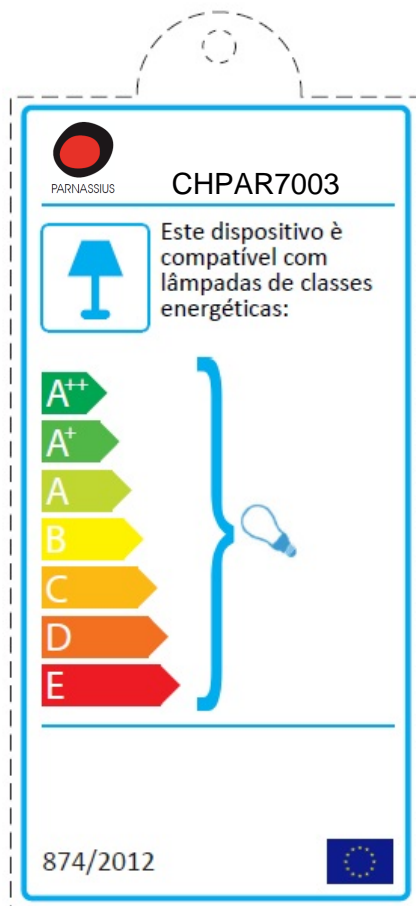 PARNASSIUS
CHPAR7003
Este dispositivo è
compatível com
lâmpadas de classes
energéticas:
A++
A+
A
B
C
D
E
874/2012